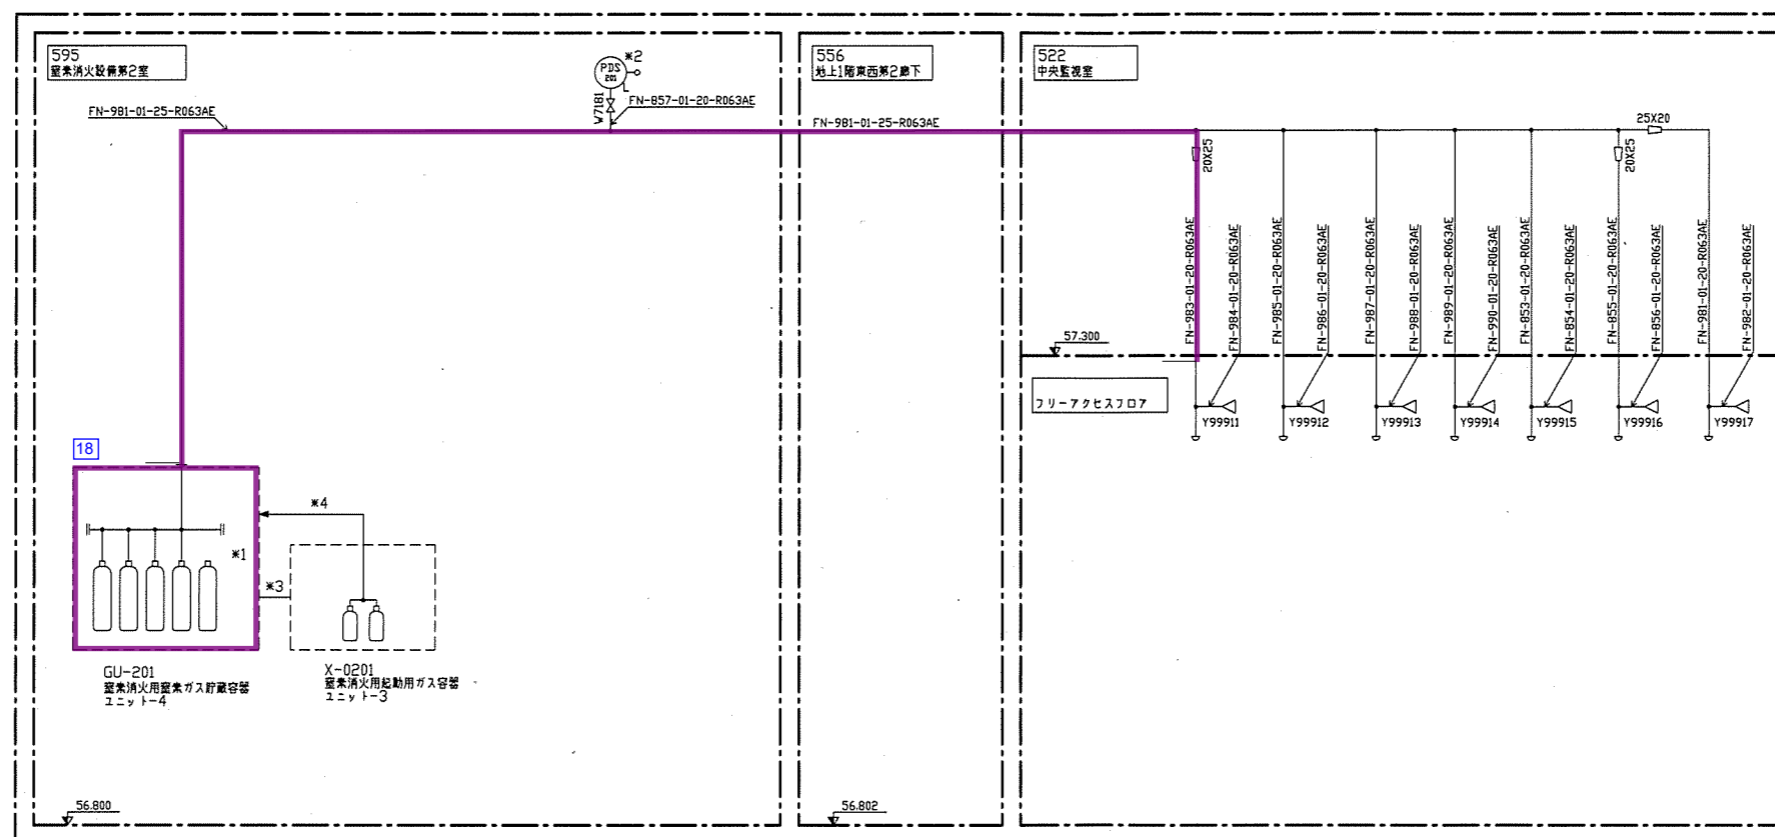 595
窒素消火設備第2室
※2
PDS
201
W7181
FN-857-01-20-R063AE
FN-981-01-25-R063AE
556
地上1階東西第2廊下
FN-981-01-25-R063AE
522
中央監視室
20X25
25X20
20X25
FN-983-01-20-R063AE
FN-984-01-20-R063AE
FN-985-01-20-R063AE
FN-986-01-20-R063AE
FN-987-01-20-R063AE
FN-988-01-20-R063AE
FN-989-01-20-R063AE
FN-990-01-20-R063AE
FN-853-01-20-R063AE
FN-854-01-20-R063AE
FN-855-01-20-R063AE
FN-856-01-20-R063AE
FN-981-01-20-R063AE
FN-982-01-20-R063AE
57.300
フリーアクセスフロア
Y99911
Y99912
Y99913
Y99914
Y99915
Y99916
Y99917
18
※4
※1
※3
GU-201
窒素消火用窒素ガス貯蔵容器
ユニット-4
X-0201
窒素消火用起動用ガス容器
ユニット-3
56.800
56.802